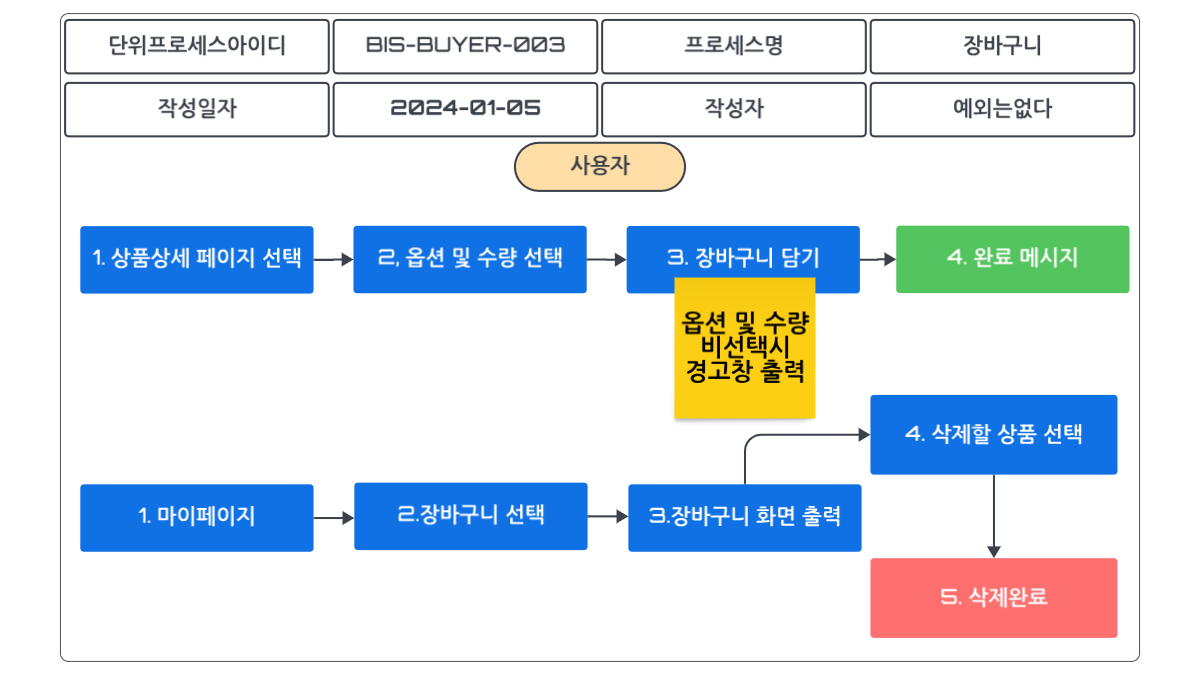 단위프로세스아이디
BIS-BUYER-003
프로세스명
장바구니
작성일자
2024-01-05
작성자
예외는없다
사용자
1. 상품상세 페이지 선택
2, 옵션 및 수량 선택
3. 장바구니 담기
4. 완료 메시지
옵션 및 수량
비선택시
경고창 출력
4. 삭제할 상품 선택
1. 마이페이지
2.장바구니 선택
3.장바구니 화면 출력
5. 삭제완료